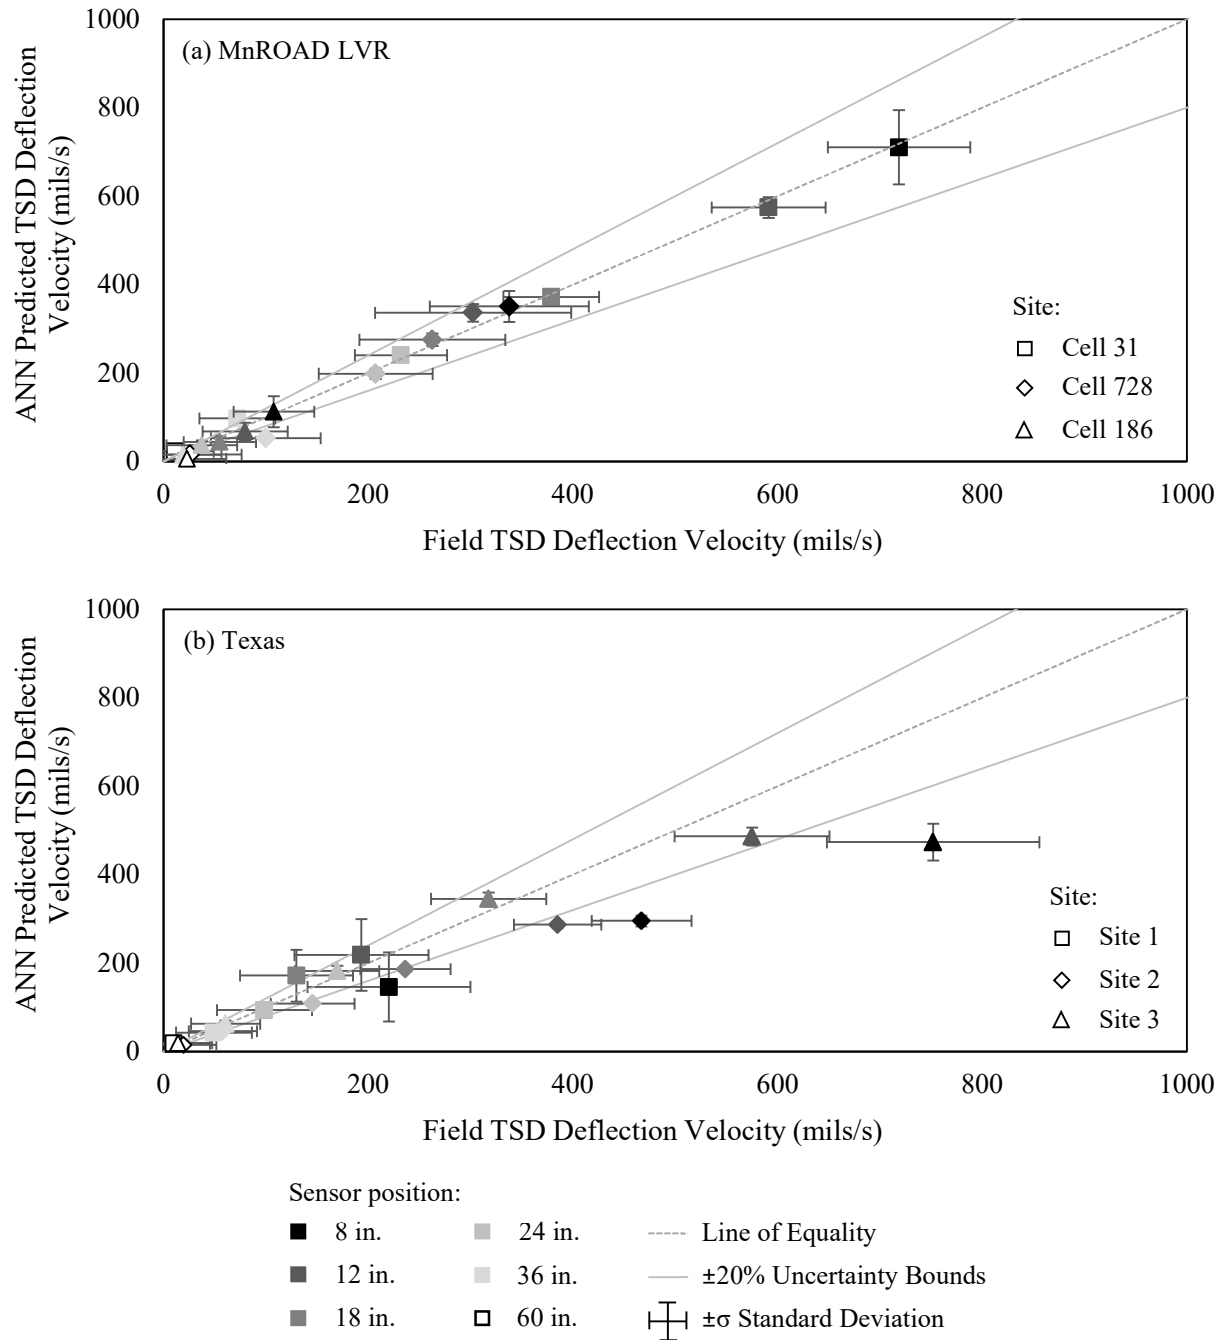 (a) MnROAD LVR
ANN Predicted TSD Deflection
Velocity (mils/s)
1000
800
600
400
200
0
Site:
Cell 31
Cell 728
Cell 186
0 200 400 600 800 1000
Field TSD Deflection Velocity (mils/s)
(b) Texas
ANN Predicted TSD Deflection
Velocity (mils/s)
1000
800
600
400
200
0
Site:
Site 1
Site 2
Site 3
0 200 400 600 800 1000
Field TSD Deflection Velocity (mils/s)
Sensor position:
8 in. 24 in. Line of Equality
12 in. 36 in. ±20% Uncertainty Bounds
18 in. 60 in. ±σ Standard Deviation